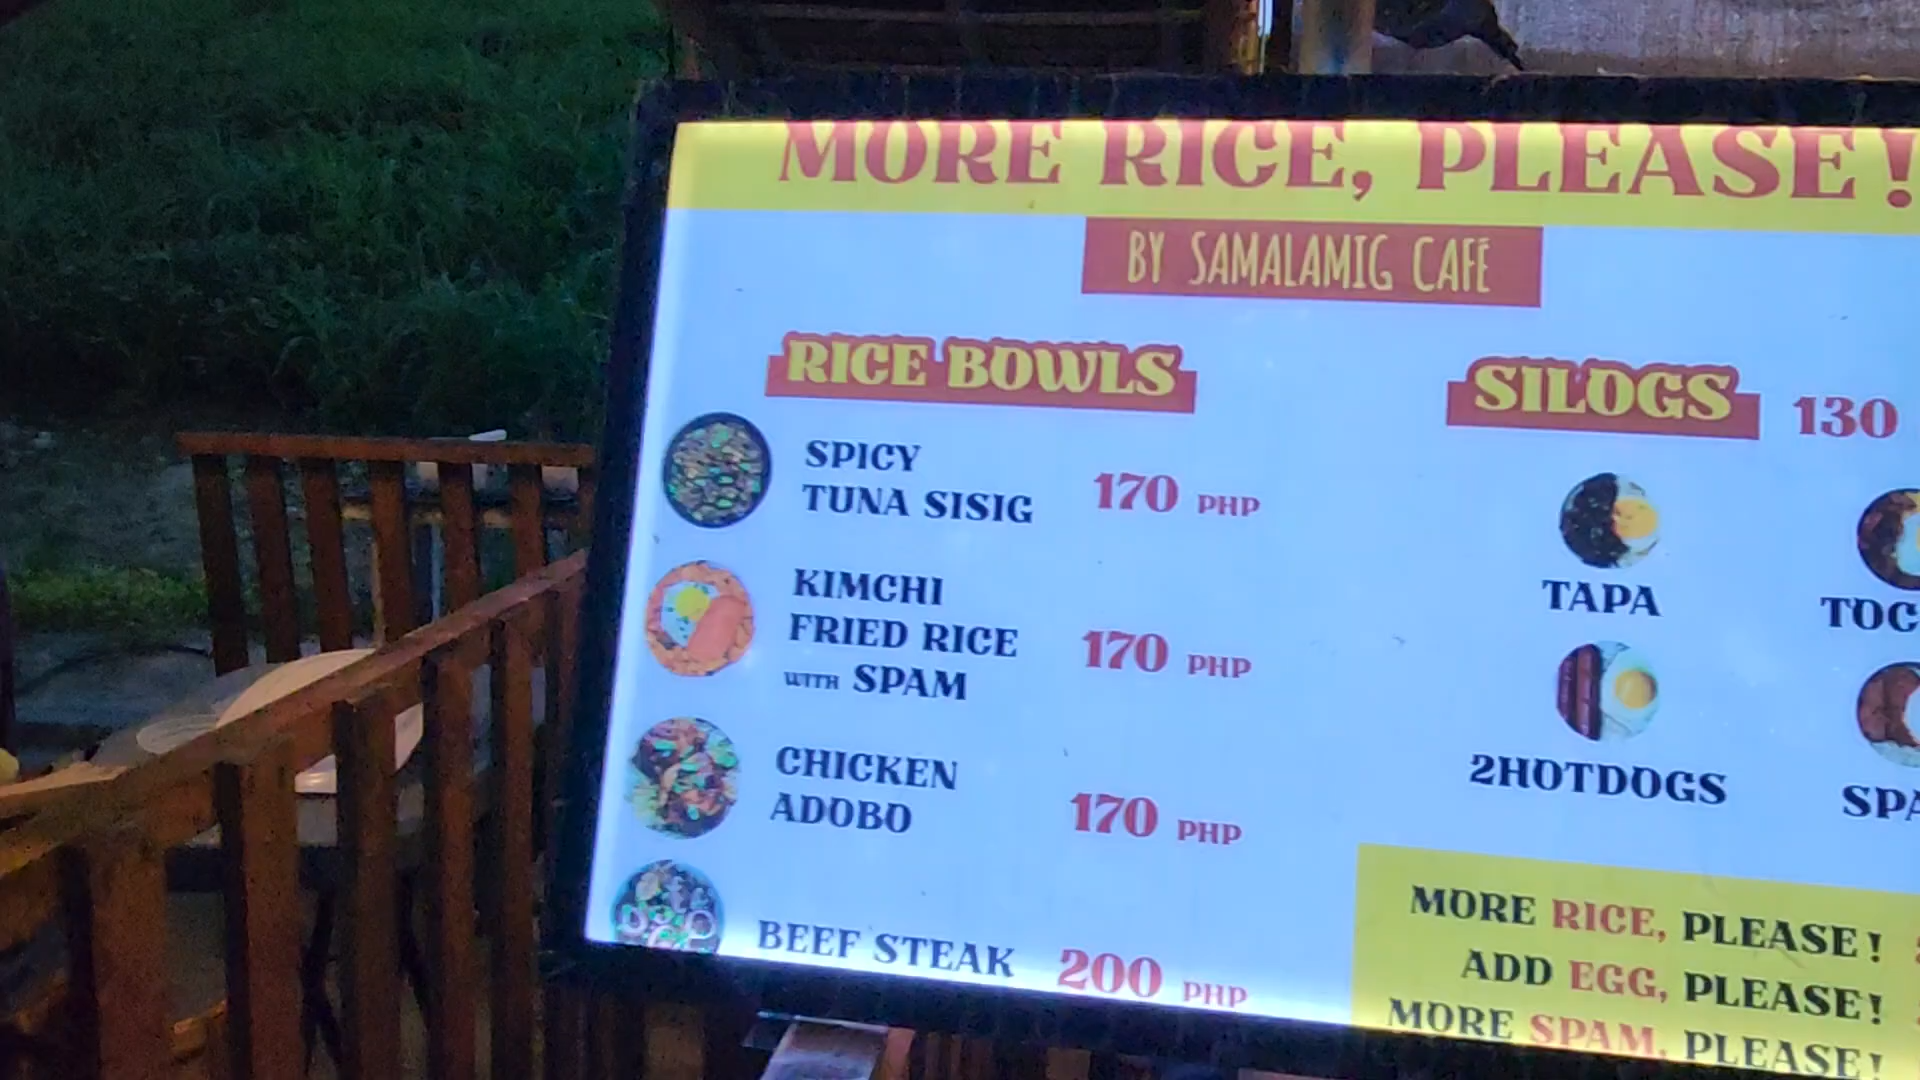 MORE RICE, PLEASE!
BY SAMALAMIG CAFE
RICE BOWLS
SPICY
TUNA SISIG 170 PHP
KIMCHI
FRIED RICE
WITH SPAM 170 PHP
CHICKEN
ADOBO 170 PHP
BEEF STEAK 200 PHP
SILOGS 130
TAPA
TOC
2HOTDOGS
SPA
MORE RICE, PLEASE!
ADD EGG, PLEASE!
MORE SPAM, PLEASE!